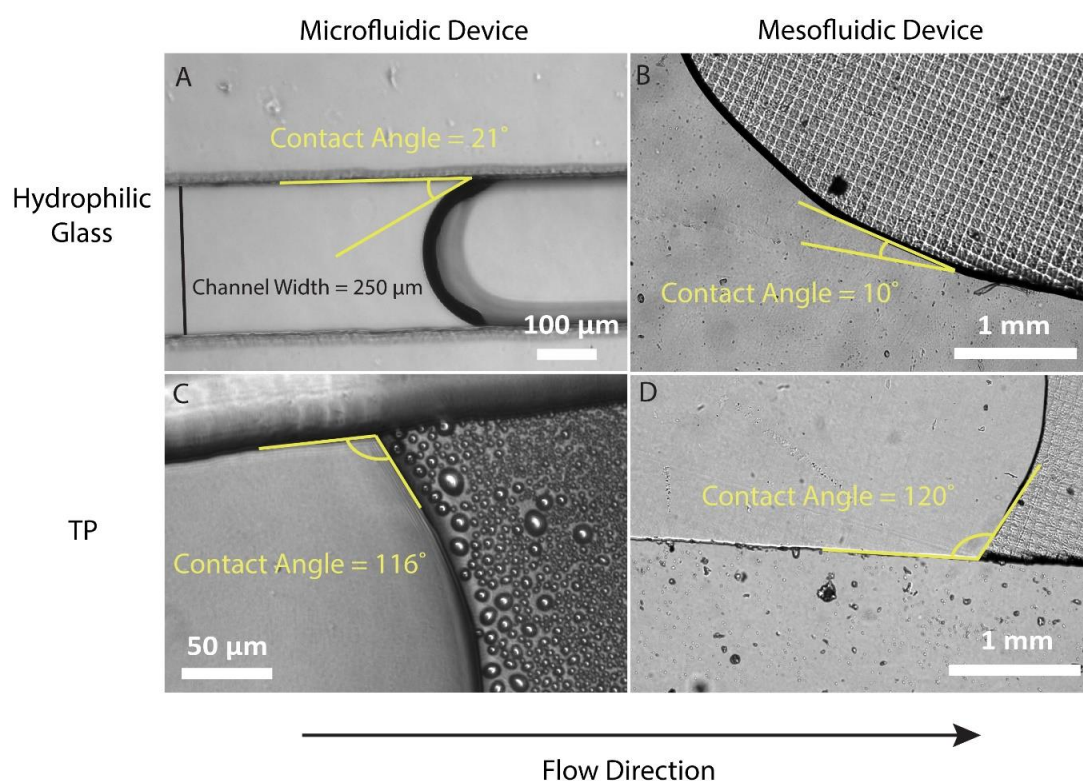 Microfluidic Device
Mesofluidic Device
Hydrophilic
Glass
TP
A
Contact Angle = 21°
Channel Width = 250 µm
100 µm
B
Contact Angle = 10°
1 mm
C
Contact Angle = 116°
50 µm
D
Contact Angle = 120°
1 mm
Flow Direction